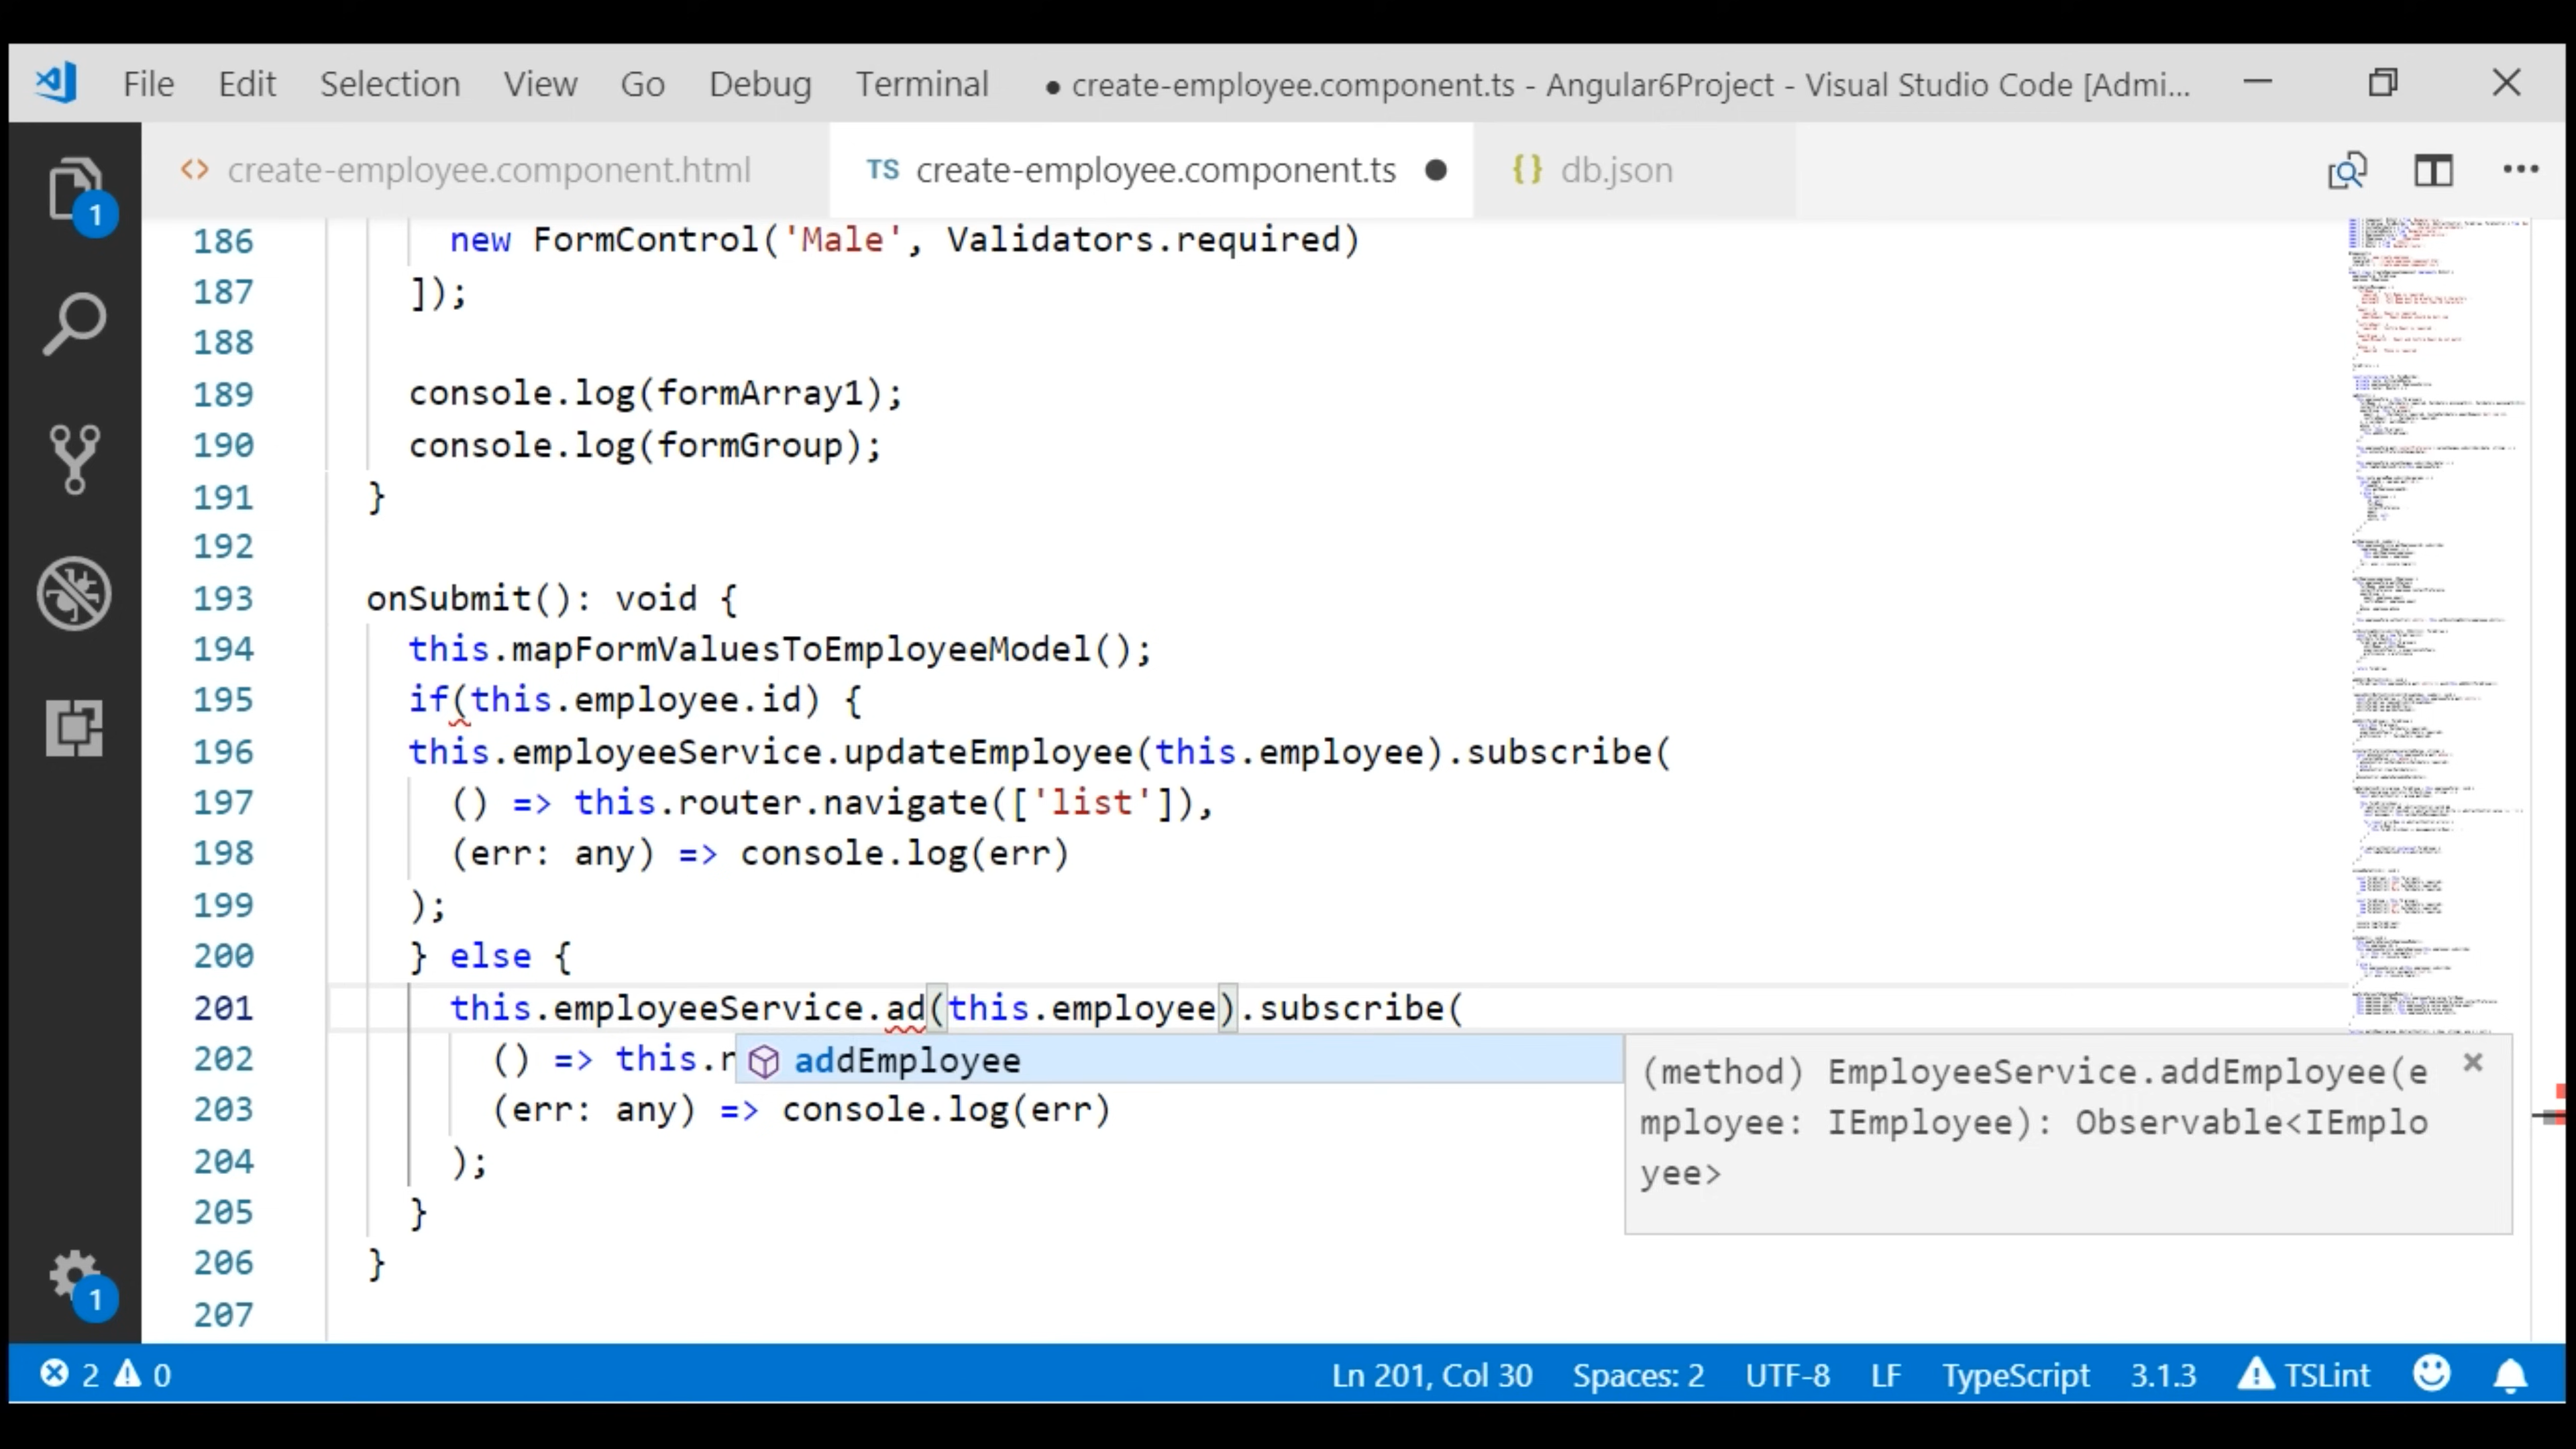 File Edit Selection View Go Debug Terminal ● create-employee.component.ts - Angular6Project - Visual Studio Code [Admi...
<> create-employee.component.html TS create-employee.component.ts ● {} db.json
1
186 new FormControl('Male', Validators.required)
187 ]);
188
189 console.log(formArray1);
190 console.log(formGroup);
191 }
192
193 onSubmit(): void {
194 this.mapFormValuesToEmployeeModel();
195 if(this.employee.id) {
196 this.employeeService.updateEmployee(this.employee).subscribe(
197 () => this.router.navigate(['list']),
198 (err: any) => console.log(err)
199 );
200 } else {
201 this.employeeService.ad(this.employee).subscribe(
202 () => this.r
addEmployee
(method) EmployeeService.addEmployee(e
mployee: IEmployee): Observable<IEmplo
yee>
203 (err: any) => console.log(err)
204 );
205 }
206 }
207
1
2 0 Ln 201, Col 30 Spaces: 2 UTF-8 LF TypeScript 3.1.3 TSLint